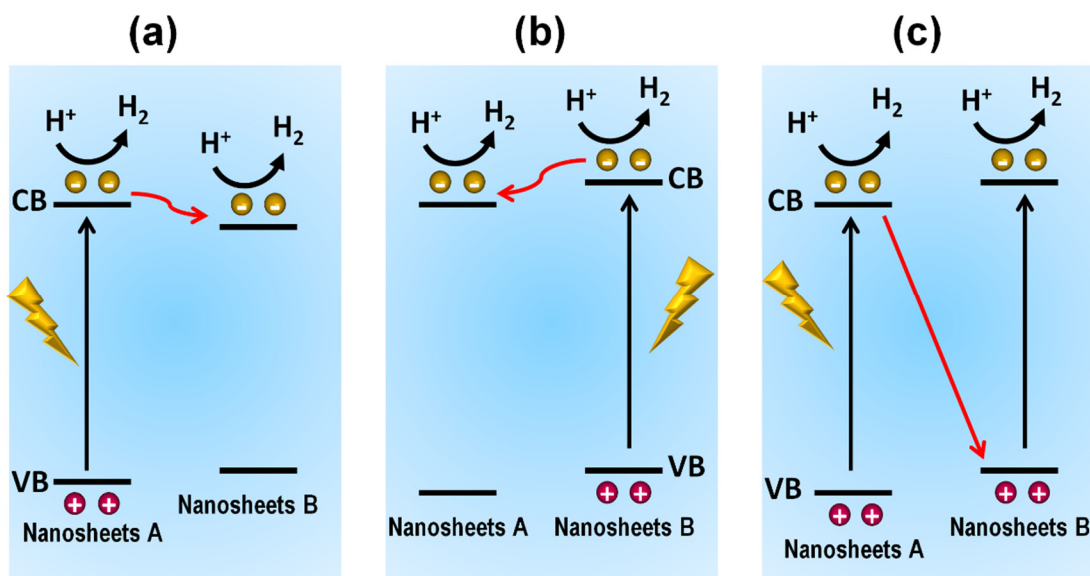 (a)
H⁺
H₂
H⁺
H₂
- -
- -
CB
VB
+ +
Nanosheets A
Nanosheets B
(b)
H⁺
H₂
H⁺
H₂
- -
- -
CB
VB
+ +
Nanosheets A
Nanosheets B
(c)
H⁺
H₂
H⁺
H₂
- -
- -
CB
VB
+ +
+ +
Nanosheets A
Nanosheets B